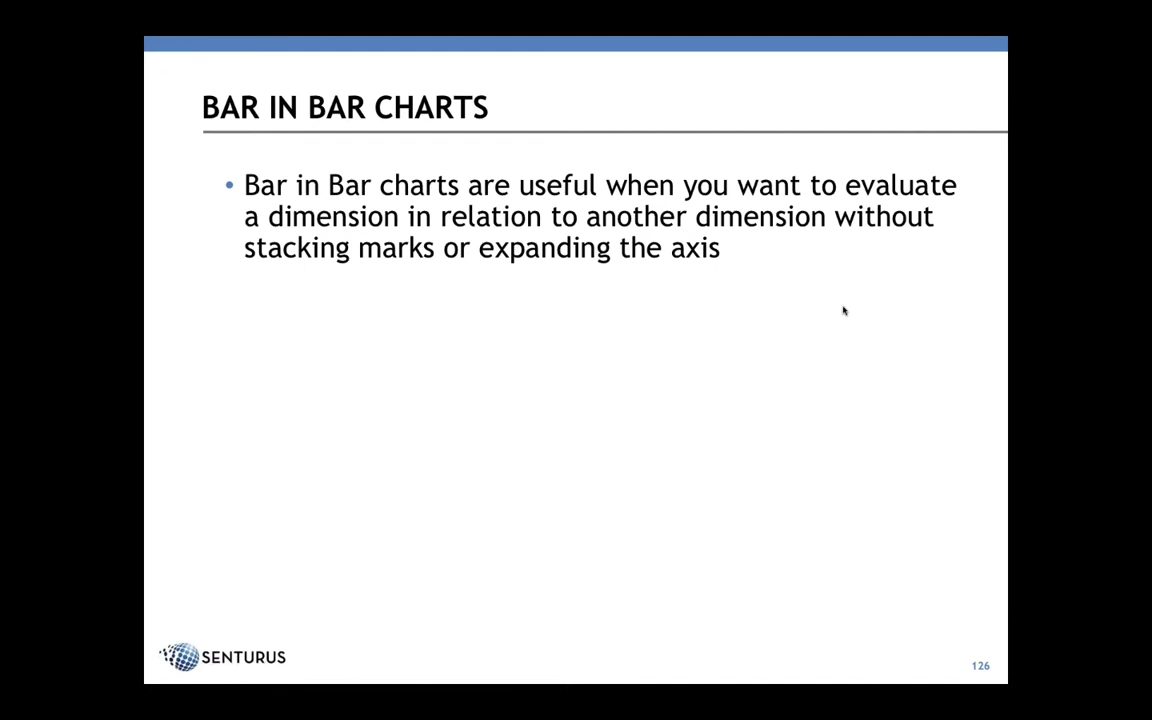 BAR IN BAR CHARTS
• Bar in Bar charts are useful when you want to evaluate
a dimension in relation to another dimension without
stacking marks or expanding the axis
SENTURUS
126